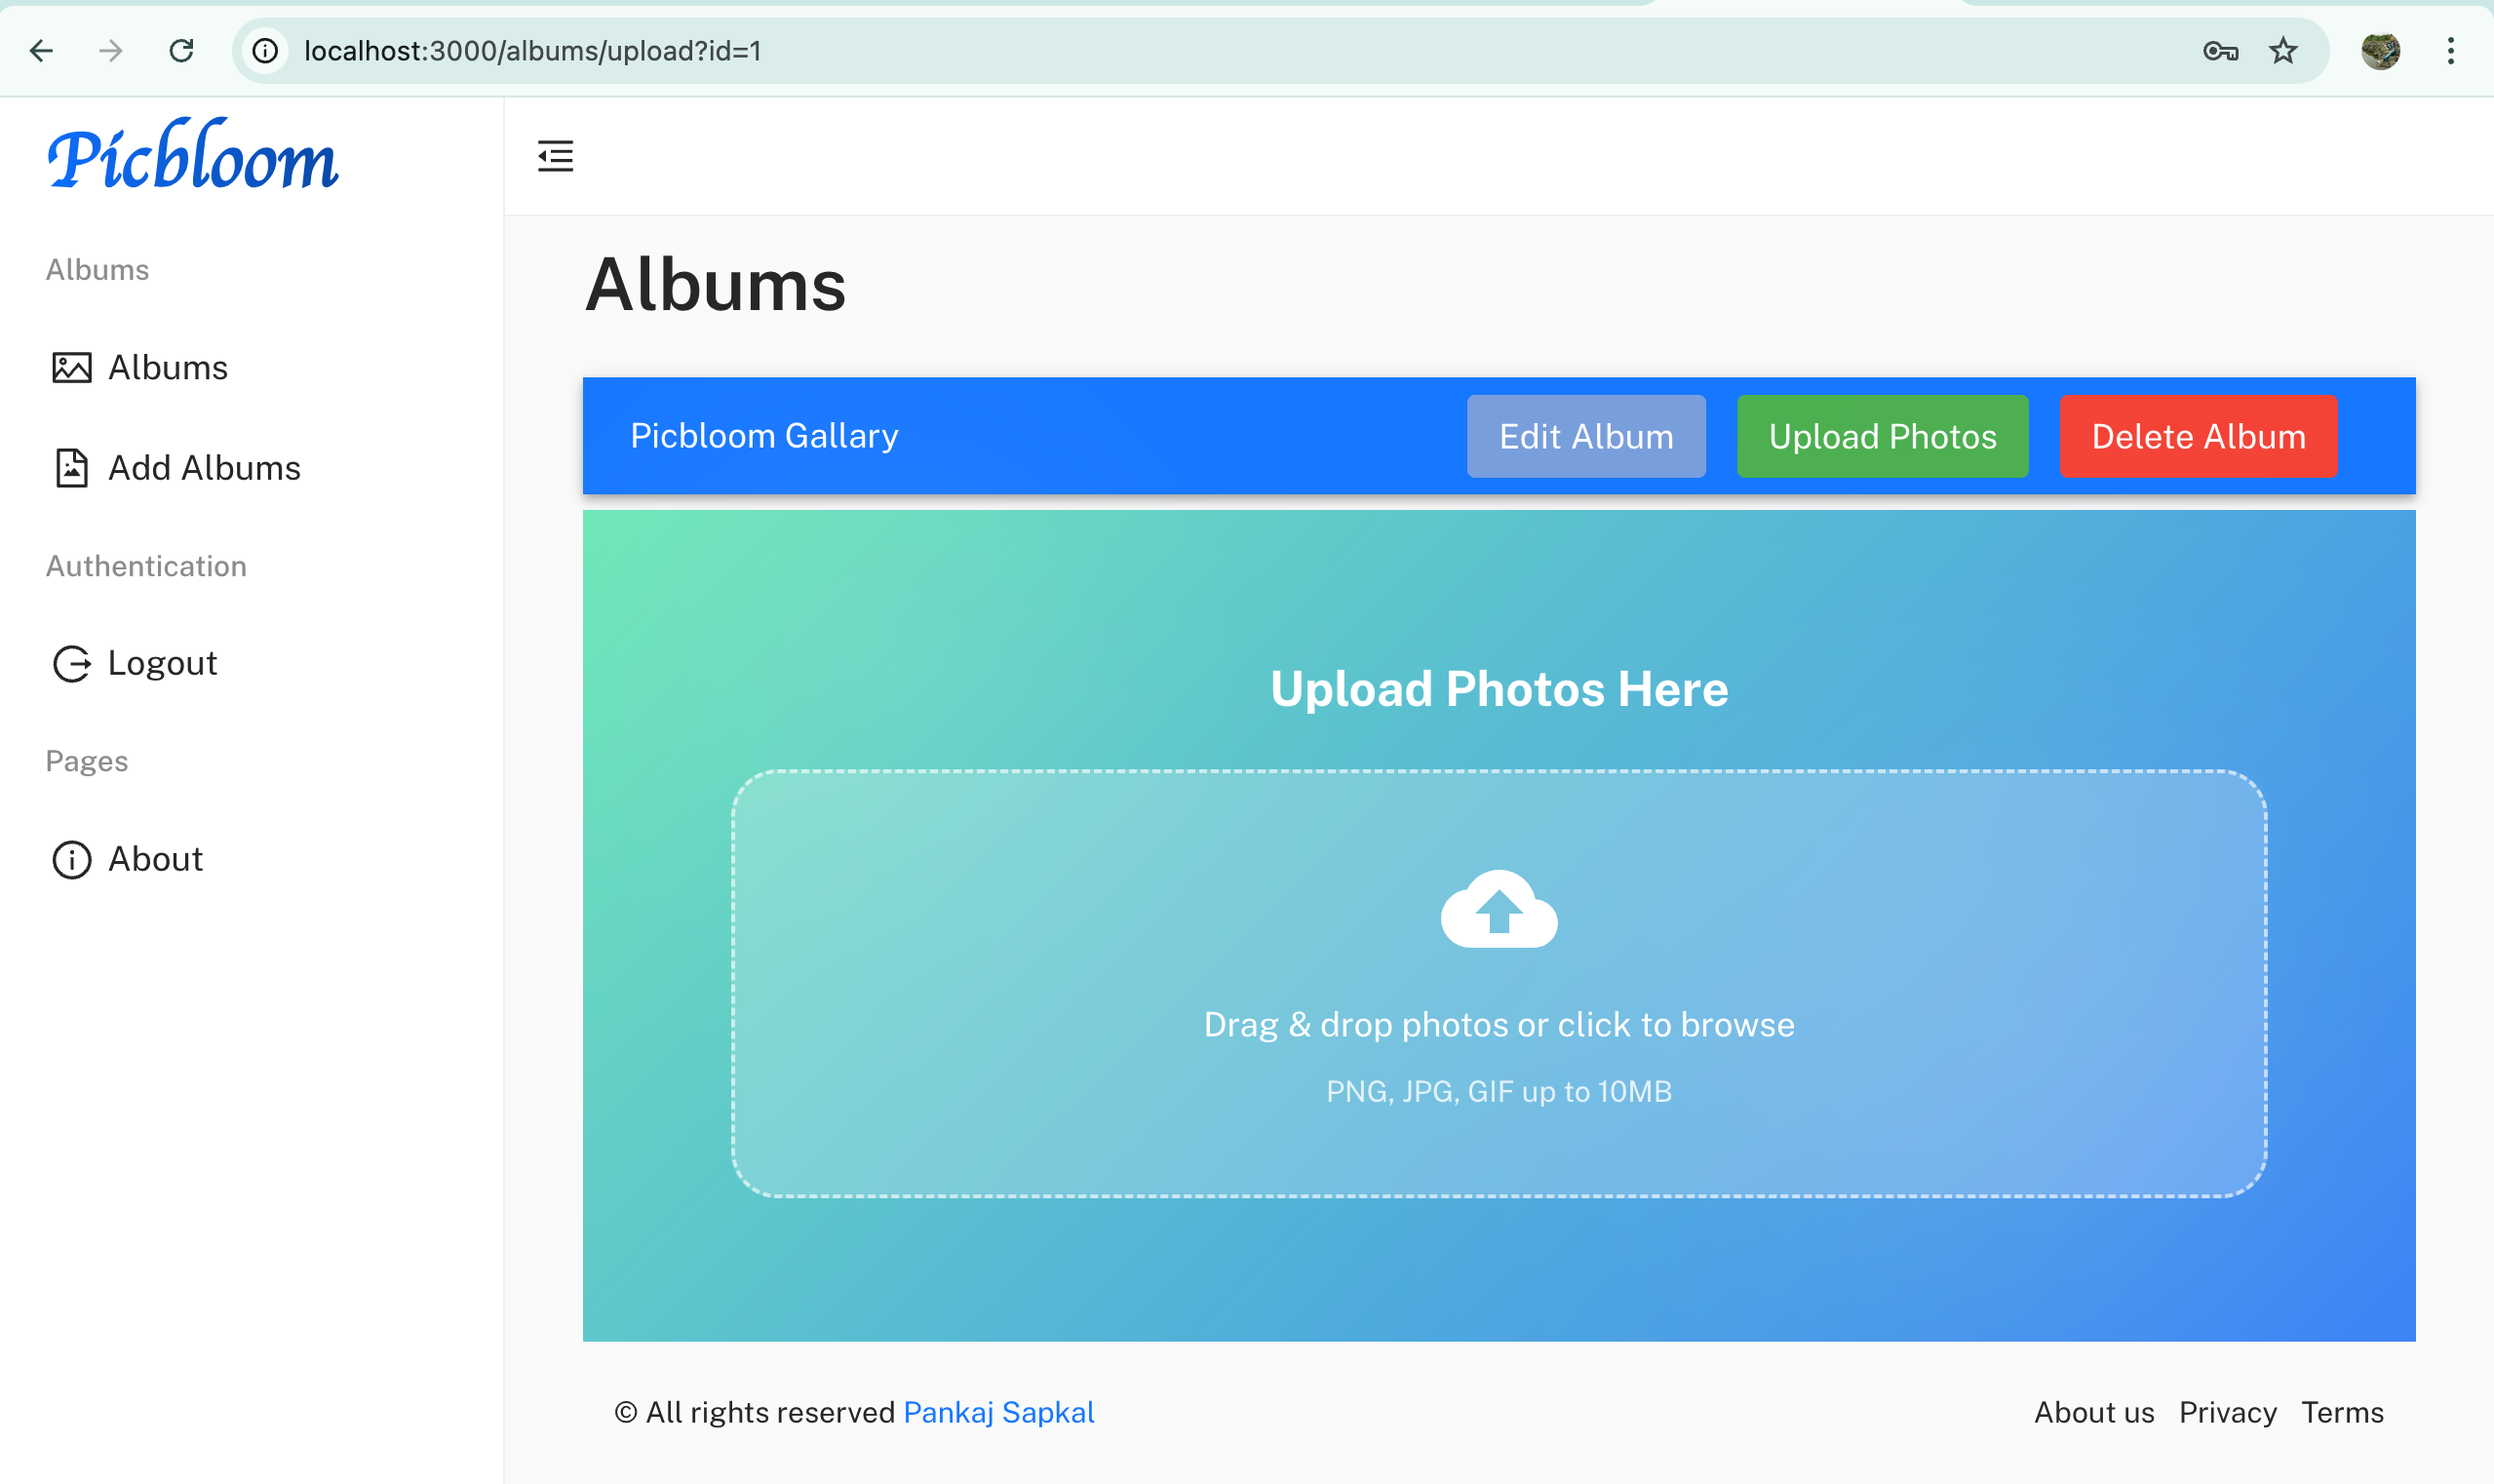 localhost:3000/albums/upload?id=1
Picbloom
Albums
Albums
Add Albums
Authentication
Logout
Pages
About
Albums
Picbloom Gallary
Edit Album
Upload Photos
Delete Album
Upload Photos Here
Drag & drop photos or click to browse
PNG, JPG, GIF up to 10MB
© All rights reserved Pankaj Sapkal
About us Privacy Terms